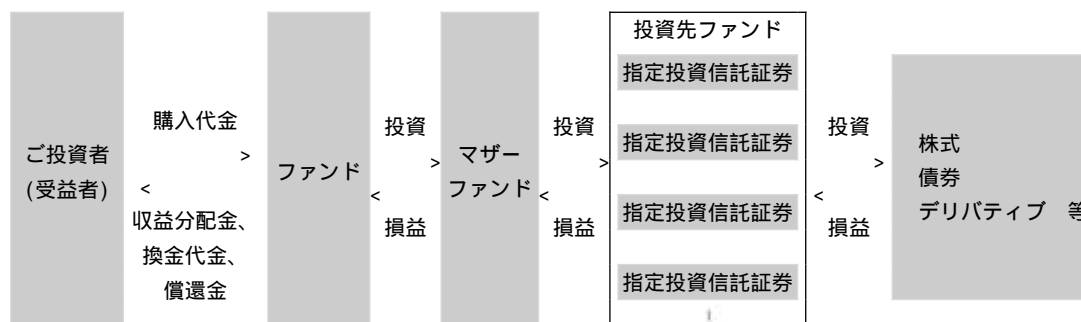 ご投資者
(受益者)
購入代金
>
<
収益分配金、
換金代金、
償還金
ファンド
投資
>
<
損益
マザー
ファンド
投資
>
<
損益
投資先ファンド
指定投資信託証券
指定投資信託証券
指定投資信託証券
指定投資信託証券
投資
>
<
損益
株式
債券
デリバティブ 等